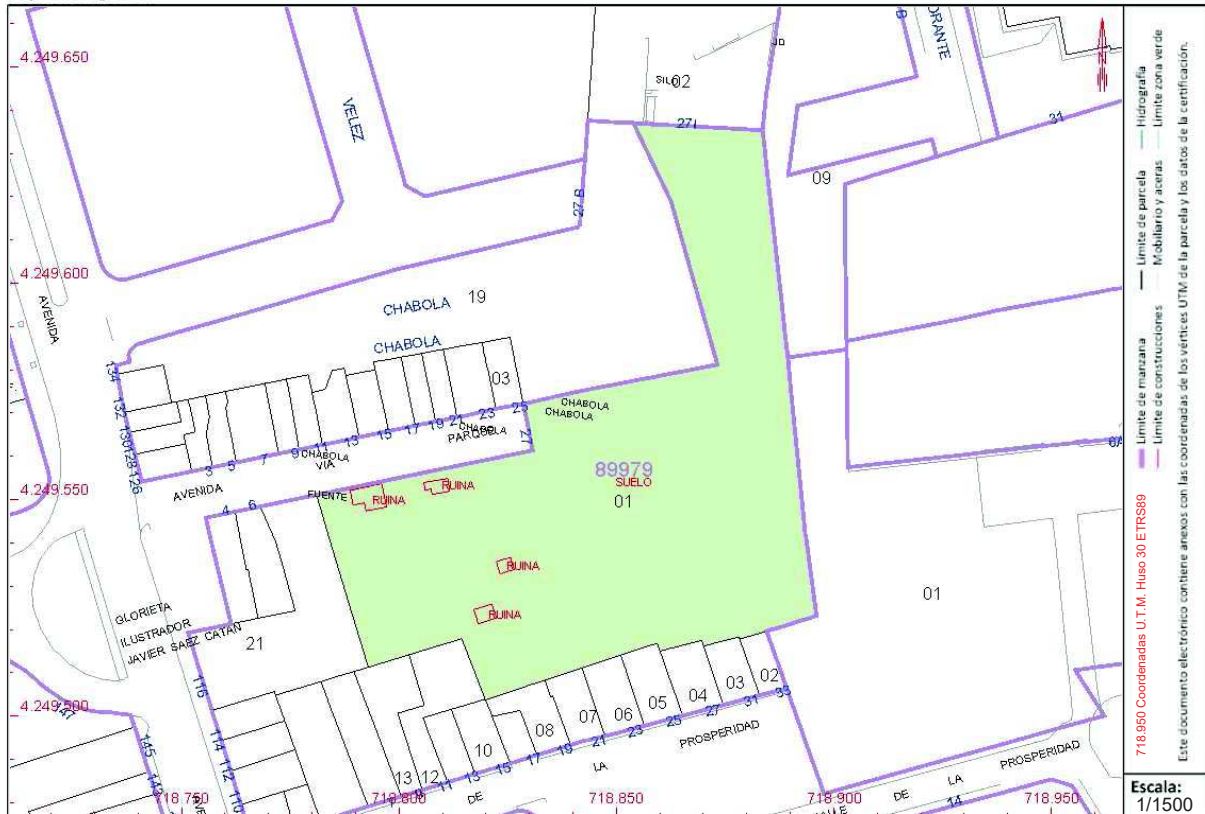 4.249.650
4.249.600
4.249.550
4.249.500
718.750
718.800
718.850
718.900
718.950
VELEZ
SILO
02
27
27 B
B
ORANTE
31
09
AVENIDA
CHABOLA
19
CHABOLA
03
CHABOLA
CHABOLA
134
132
130
128
126
3
5
7
9
11
13
15
17
19
21
23
25
27
PARCELA
CHABOLA
VIA
AVENIDA
4
6
FUENTE
RUINA
RUINA
89979
SUELO
01
RUINA
RUINA
01
GLORIETA
ILUSTRADOR
JAVIER SAEZ CATAN
21
116
114
112
110
147
145
13
12
10
08
07
06
05
04
03
02
9
11
13
15
17
19
21
23
25
27
31
33
DE
LA
PROSPERIDAD
DE
LA
PROSPERIDAD
14
Límite de manzana
Límite de parcela
Hidrografía
Límite de construcciones
Mobiliario y aceras
Límite zona verde
718.950 Coordenadas U.T.M. Huso 30 ETRS89
Este documento electrónico contiene anexos con las coordenadas de los vértices UTM de la parcela y los datos de la certificación.
Escala:
1/1500